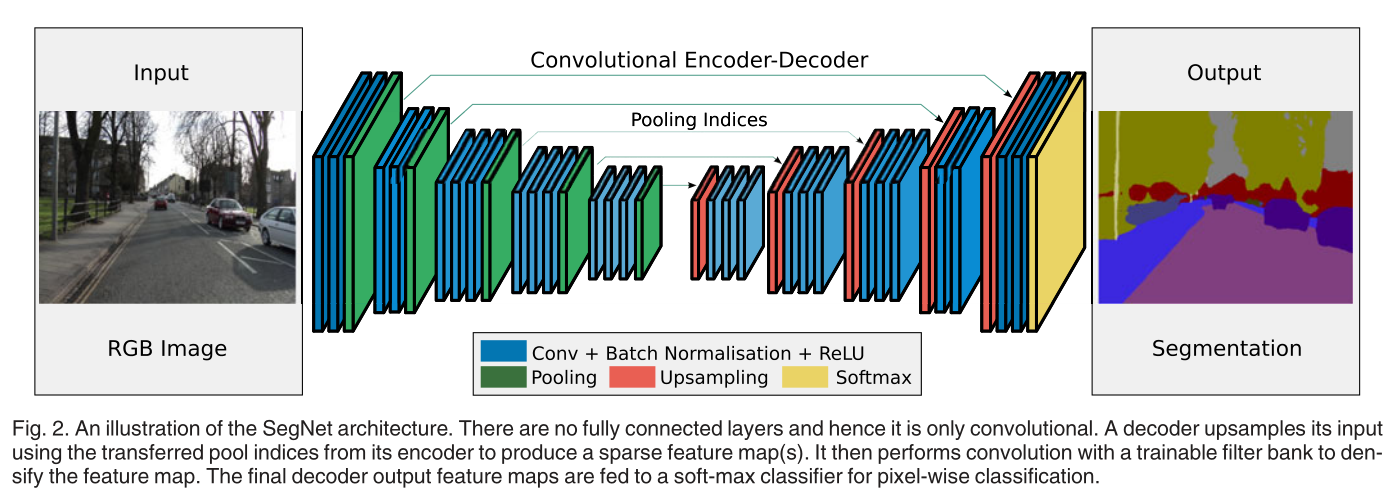 Input
RGB Image
Convolutional Encoder-Decoder
Pooling Indices
Conv + Batch Normalisation + ReLU
Pooling Upsampling Softmax
Output
Segmentation
Fig. 2. An illustration of the SegNet architecture. There are no fully connected layers and hence it is only convolutional. A decoder upsamples its input
using the transferred pool indices from its encoder to produce a sparse feature map(s). It then performs convolution with a trainable filter bank to den-
sify the feature map. The final decoder output feature maps are fed to a soft-max classifier for pixel-wise classification.